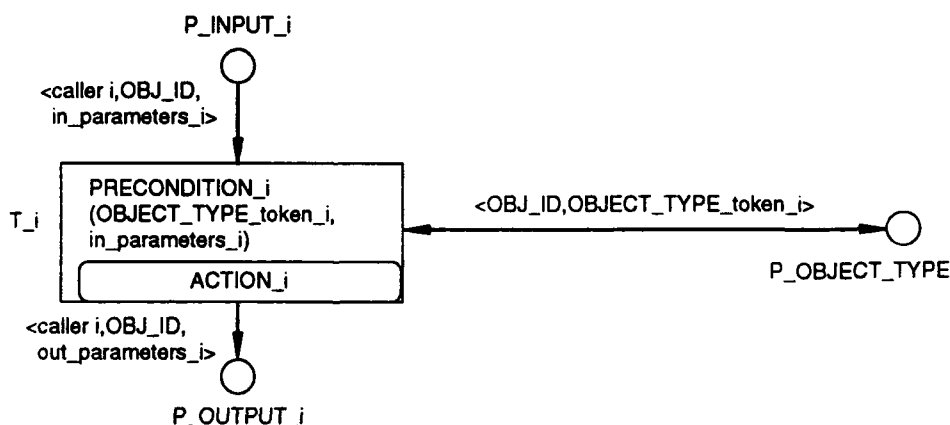 P_INPUT_i
<caller i,OBJ_ID,
in_parameters_i>
PRECONDITION_i
(OBJECT_TYPE_token_i,
in_parameters_i)
T_i
<OBJ_ID,OBJECT_TYPE_token_i>
P_OBJECT_TYPE
ACTION_i
<caller i,OBJ_ID,
out_parameters_i>
P_OUTPUT_i